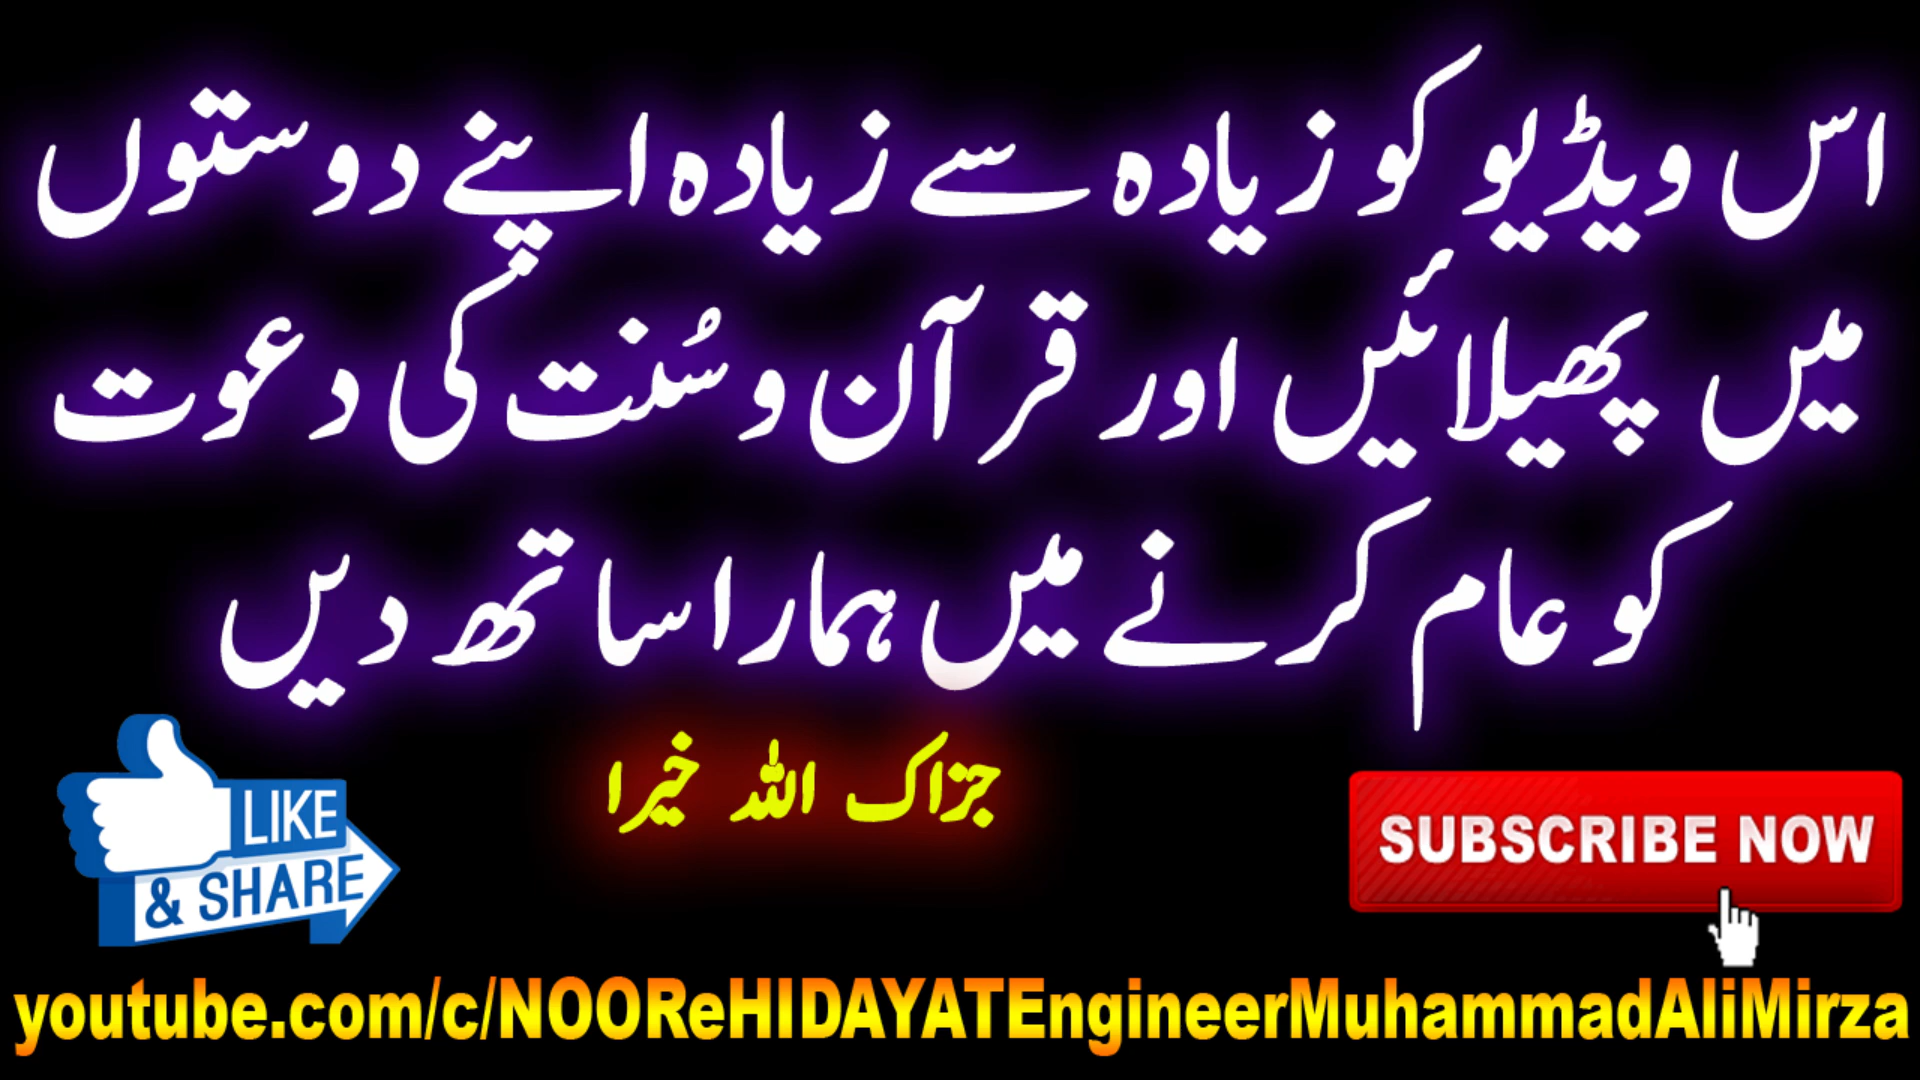 اس ویڈیو کو زیادہ سے زیادہ اپنے دوستوں
میں پھیلائیں اور قرآن و سُنت کی دعوت
کو عام کرنے میں ہمارا ساتھ دیں
جزاک اللہ خیرا
LIKE
& SHARE
SUBSCRIBE NOW
youtube.com/c/NOOReHIDAYATEngineerMuhammadAliMirza